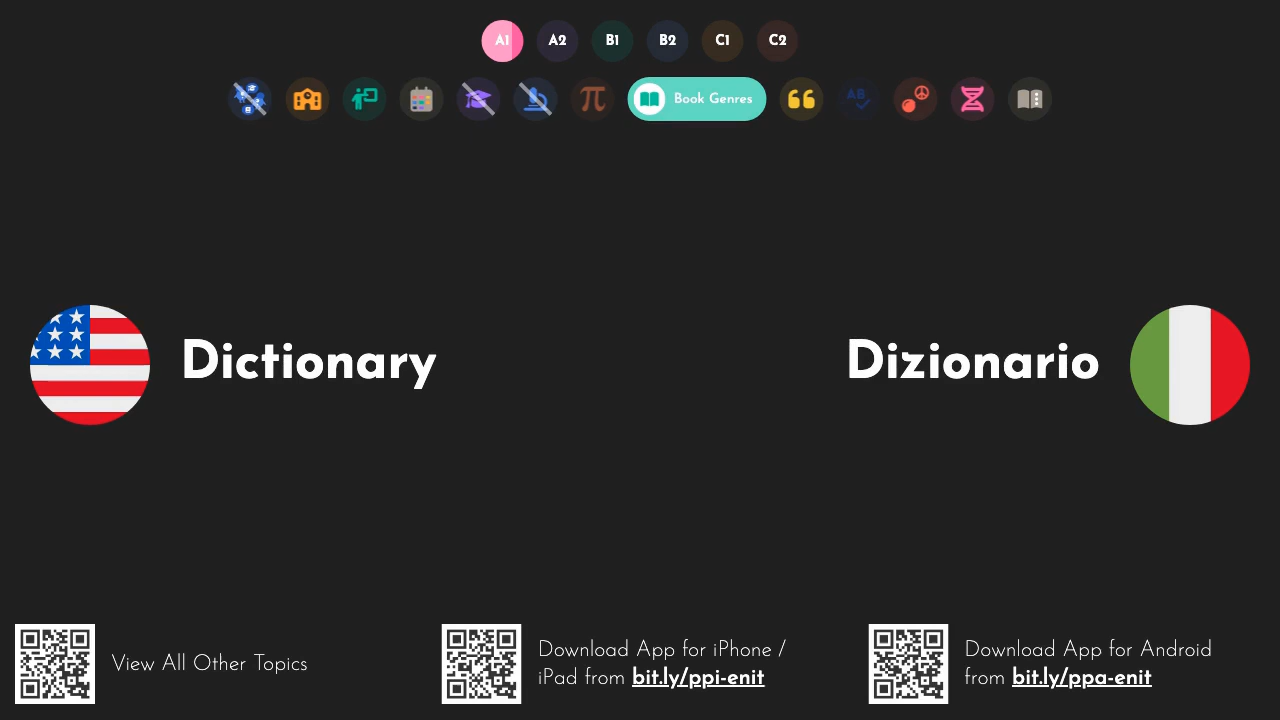 A1 A2 B1 B2 C1 C2
Book Genres
Dictionary
Dizionario
View All Other Topics
Download App for iPhone /
iPad from bit.ly/ppi-enit
Download App for Android
from bit.ly/ppa-enit